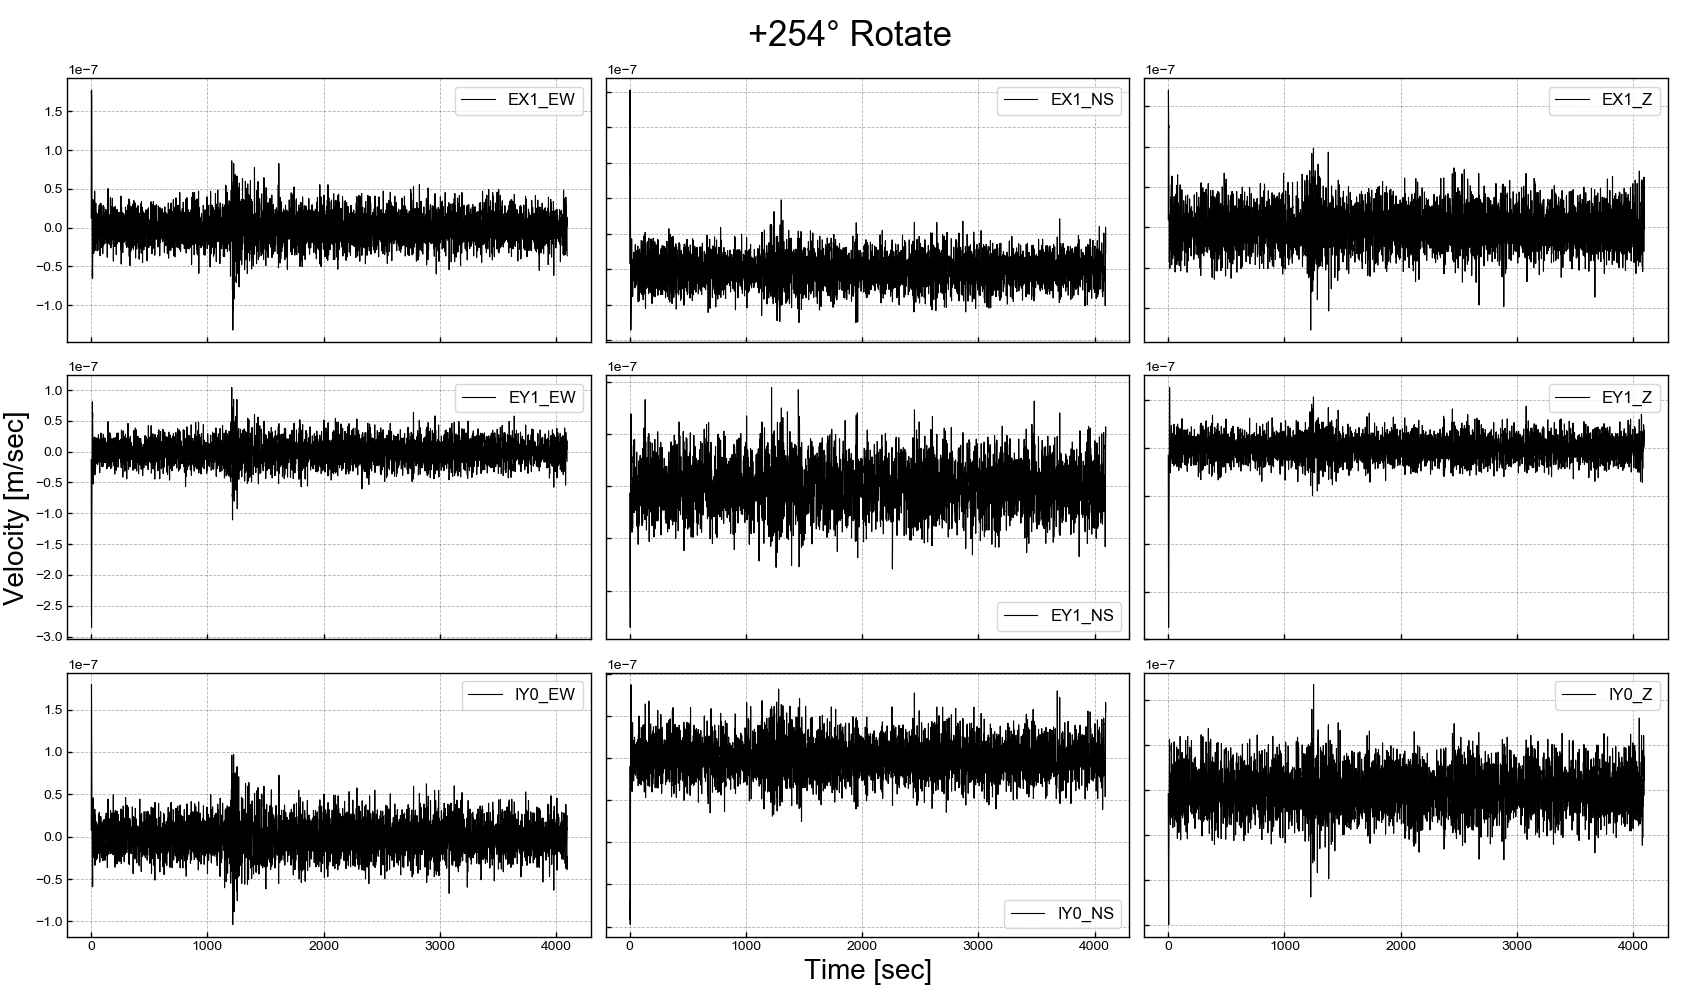 +254° Rotate
1e−7 1e−7 1e−7
EX1_EW EX1_NS EX1_Z
1.5
1.0
0.5
0.0
−0.5
−1.0
1e−7 1e−7 1e−7
EY1_EW EY1_Z
1.0
0.5
0.0
−0.5
−1.0
−1.5
−2.0
−2.5
−3.0
EY1_NS
Velocity [m/sec]
1e−7 1e−7 1e−7
IY0_EW IY0_Z
1.5
1.0
0.5
0.0
−0.5
−1.0
IY0_NS
0 1000 2000 3000 4000 0 1000 2000 3000 4000 0 1000 2000 3000 4000
Time [sec]